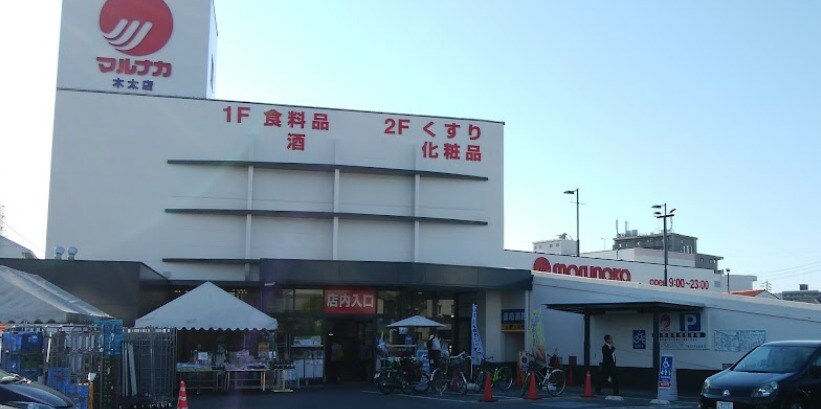 マルナカ
木太店
1F 食料品
酒
2F くすり
化粧品
marunaka
open 9:00~23:00
店内入口
P